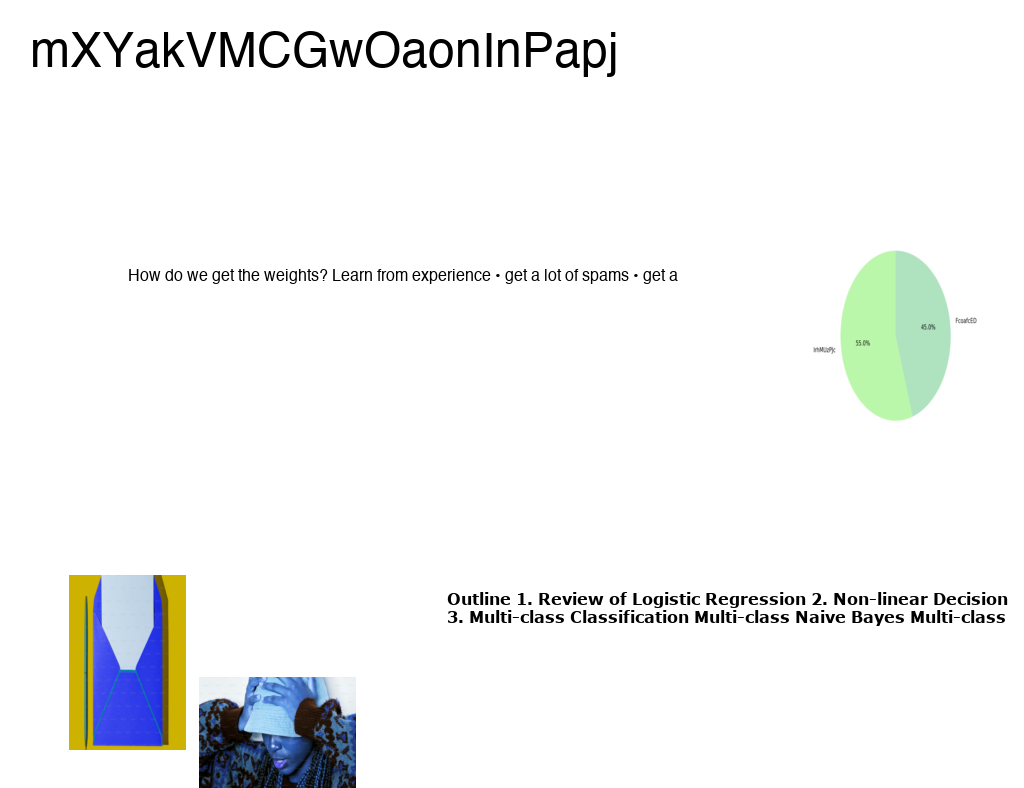 mXYakVMCGwOaonInPapj
How do we get the weights? Learn from experience • get a lot of spams • get a
FcoafcED
45.0%
55.0%
Outline 1. Review of Logistic Regression 2. Non-linear Decision
3. Multi-class Classification Multi-class Naive Bayes Multi-class